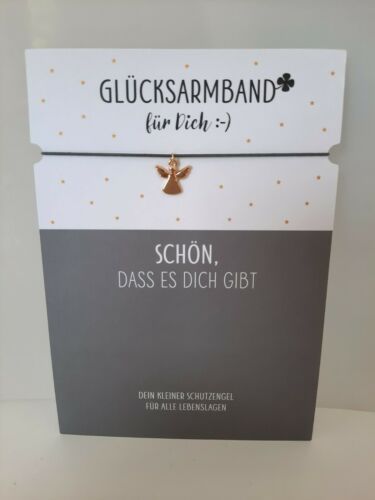 GLÜCKSARMBAND
für Dich :-)
SCHÖN,
DASS ES DICH GIBT
DEIN KLEINER SCHUTZENGEL
FÜR ALLE LEBENSLAGEN